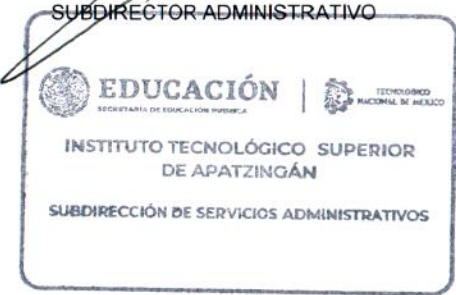 SUBDIRECTOR ADMINISTRATIVO
EDUCACIÓN
SECRETARÍA DE EDUCACIÓN PÚBLICA
TECNOLÓGICO
NACIONAL DE MÉXICO
INSTITUTO TECNOLÓGICO SUPERIOR
DE APATZINGÁN
SUBDIRECCIÓN DE SERVICIOS ADMINISTRATIVOS